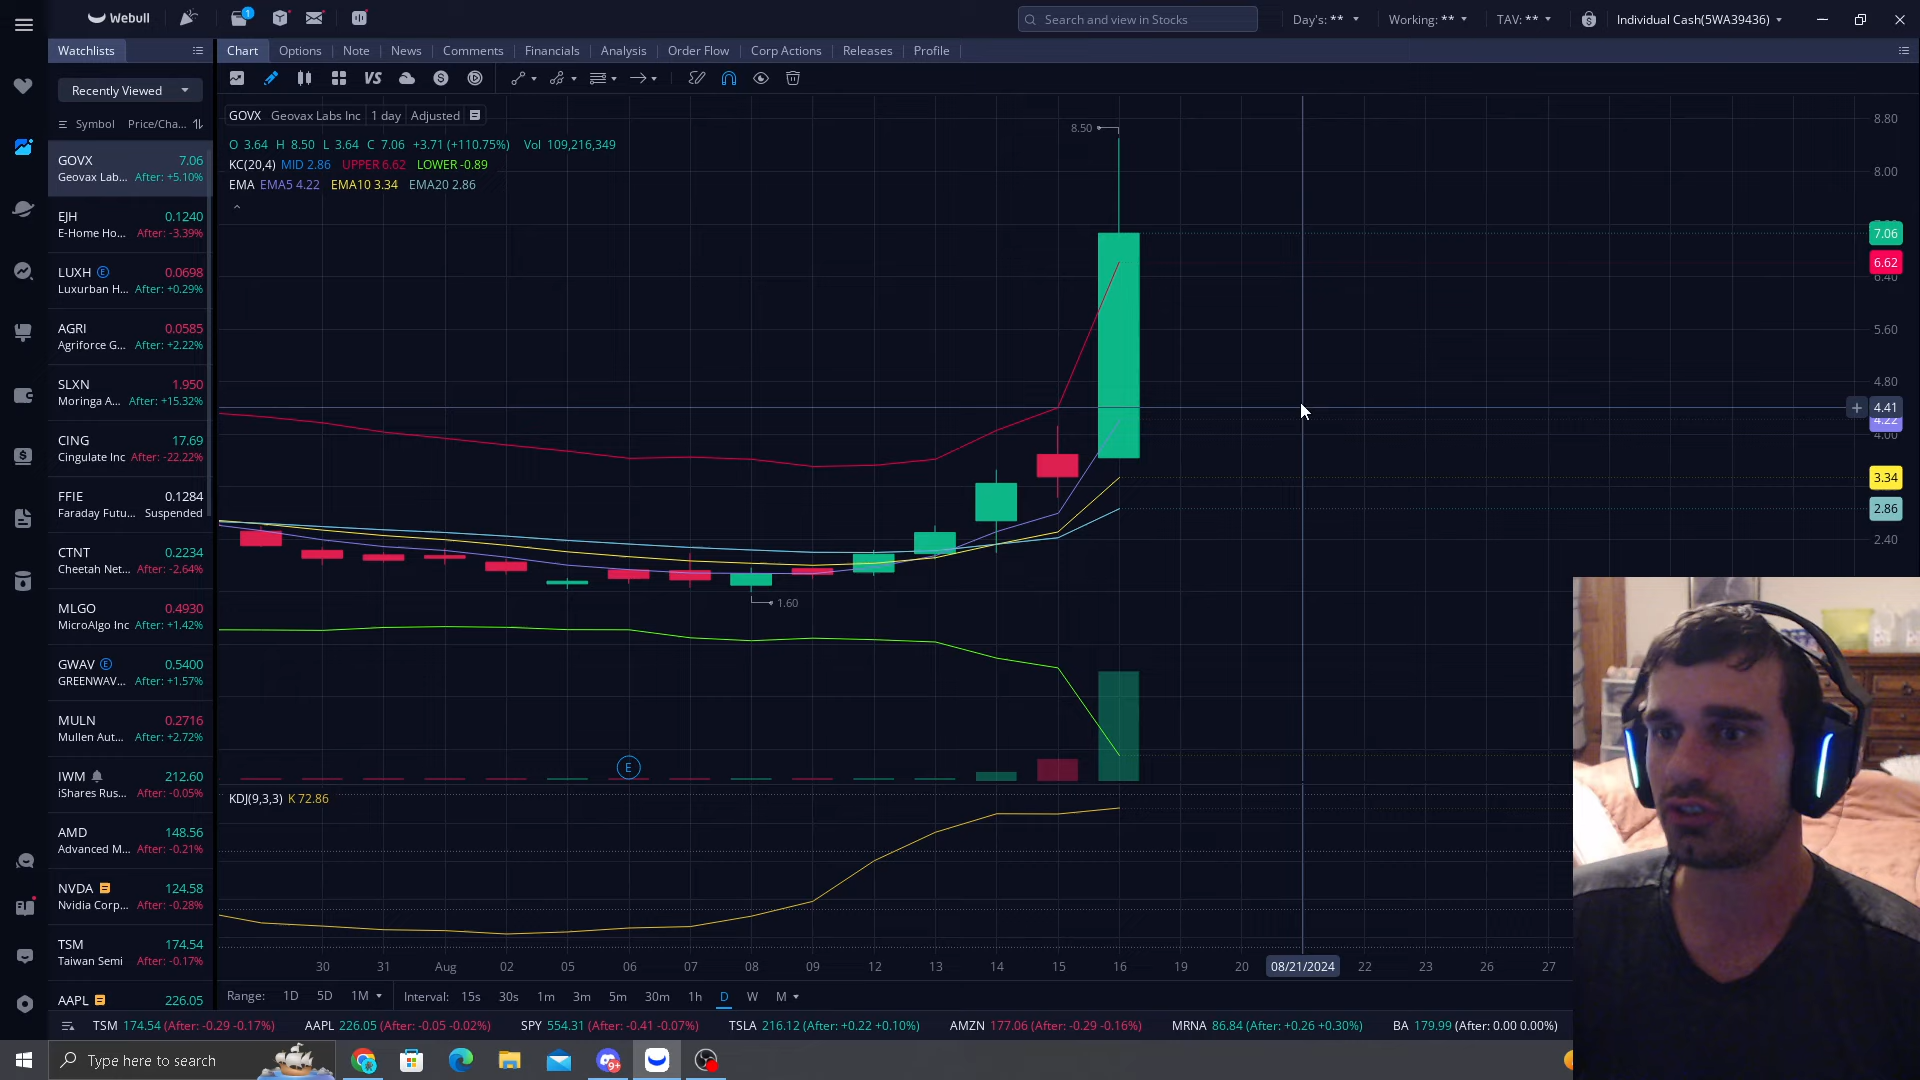 Webull
1
Search and view in Stocks
Day's: **
Working: **
TAV: **
Individual Cash(5WA39436)
Watchlists
Chart
Options
Note
News
Comments
Financials
Analysis
Order Flow
Corp Actions
Releases
Profile
Recently Viewed
VS
Symbol Price/Cha...
GOVX 7.06
Geovax Lab... After: +5.10%
EJH 0.1240
E-Home Ho... After: -3.39%
LUXH E 0.0698
Luxurban H... After: +0.29%
AGRI 0.0585
Agriforce G... After: +2.22%
SLXN 1.950
Moringa A... After: +15.32%
CING 17.69
Cingulate Inc After: -22.22%
FFIE 0.1284
Faraday Futu... Suspended
CTNT 0.2234
Cheetah Net... After: -2.64%
MLGO 0.4930
MicroAlgo Inc After: +1.42%
GWAV E 0.5400
GREENWAV... After: +1.57%
MULN 0.2716
Mullen Aut... After: +2.72%
IWM 212.60
iShares Rus... After: -0.05%
AMD 148.56
Advanced M... After: -0.21%
NVDA 124.58
Nvidia Corp... After: -0.28%
TSM 174.54
Taiwan Semi After: -0.17%
AAPL 226.05
GOVX Geovax Labs Inc 1 day Adjusted
O 3.64 H 8.50 L 3.64 C 7.06 +3.71 (+110.75%) Vol 109,216,349
KC(20,4) MID 2.86 UPPER 6.62 LOWER -0.89
EMA EMA5 4.22 EMA10 3.34 EMA20 2.86
8.50
1.60
E
KDJ(9,3,3) K 72.86
8.80
8.00
7.06
6.62
6.40
5.60
4.80
4.41
4.22
4.00
3.34
2.86
2.40
30 31 Aug 02 05 06 07 08 09 12 13 14 15 16 19 20 08/21/2024 22 23 26 27
Range: 1D 5D 1M Interval: 15s 30s 1m 3m 5m 30m 1h D W M
TSM 174.54 (After: -0.29 -0.17%) AAPL 226.05 (After: -0.05 -0.02%) SPY 554.31 (After: -0.41 -0.07%) TSLA 216.12 (After: +0.22 +0.10%) AMZN 177.06 (After: -0.29 -0.16%) MRNA 86.84 (After: +0.26 +0.30%) BA 179.99 (After: 0.00 0.00%)
Type here to search
9+